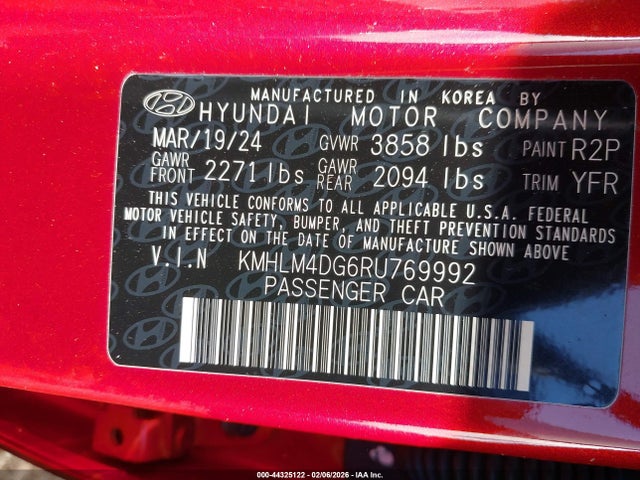 MANUFACTURED IN KOREA BY
HYUNDAI MOTOR COMPANY
MAR/19/24 GVWR 3858 lbs PAINT R2P
GAWR FRONT 2271 lbs GAWR REAR 2094 lbs TRIM YFR
THIS VEHICLE CONFORMS TO ALL APPLICABLE U.S.A. FEDERAL
MOTOR VEHICLE SAFETY, BUMPER, AND THEFT PREVENTION STANDARDS
IN EFFECT ON THE DATE OF MANUFACTURE SHOWN ABOVE
V.I.N KMHLM4DG6RU769992
PASSENGER CAR
000-44325122 - 02/06/2026 - IAA Inc.